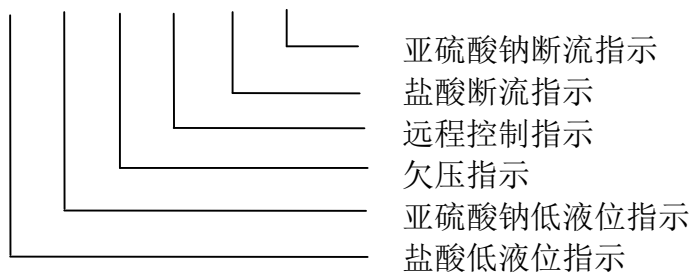 亚硫酸钠断流指示
盐酸断流指示
远程控制指示
欠压指示
亚硫酸钠低液位指示
盐酸低液位指示